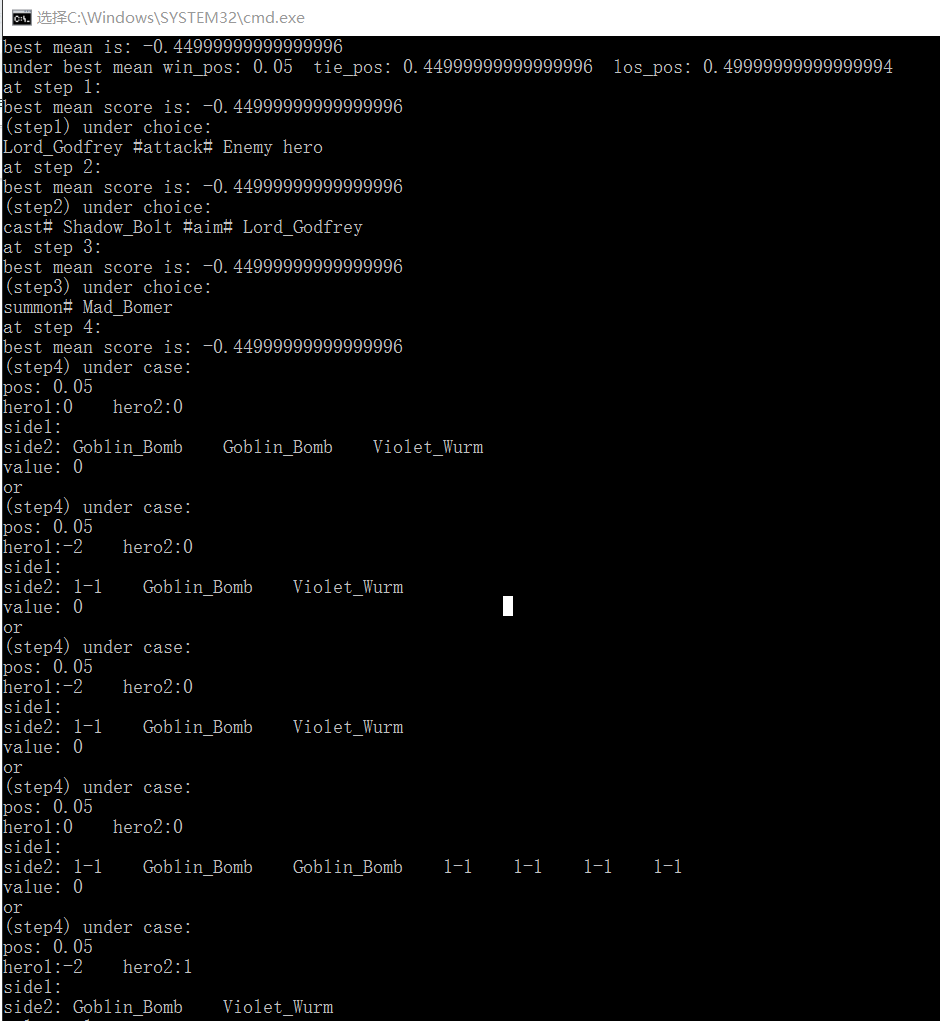 选择C:\Windows\SYSTEM32\cmd.exe
best mean is: -0.44999999999999996
under best mean win_pos: 0.05  tie_pos: 0.44999999999999996  los_pos: 0.49999999999999994
at step 1:
best mean score is: -0.44999999999999996
(step1) under choice:
Lord_Godfrey #attack# Enemy hero
at step 2:
best mean score is: -0.44999999999999996
(step2) under choice:
cast# Shadow_Bolt #aim# Lord_Godfrey
at step 3:
best mean score is: -0.44999999999999996
(step3) under choice:
summon# Mad_Bomer
at step 4:
best mean score is: -0.44999999999999996
(step4) under case:
pos: 0.05
hero1:0    hero2:0
side1:
side2: Goblin_Bomb    Goblin_Bomb    Violet_Wurm
value: 0
or
(step4) under case:
pos: 0.05
hero1:-2    hero2:0
side1:
side2: 1-1    Goblin_Bomb    Violet_Wurm
value: 0
or
(step4) under case:
pos: 0.05
hero1:-2    hero2:0
side1:
side2: 1-1    Goblin_Bomb    Violet_Wurm
value: 0
or
(step4) under case:
pos: 0.05
hero1:0    hero2:0
side1:
side2: 1-1    Goblin_Bomb    Goblin_Bomb    1-1    1-1    1-1    1-1
value: 0
or
(step4) under case:
pos: 0.05
hero1:-2    hero2:1
side1:
side2: Goblin_Bomb    Violet_Wurm